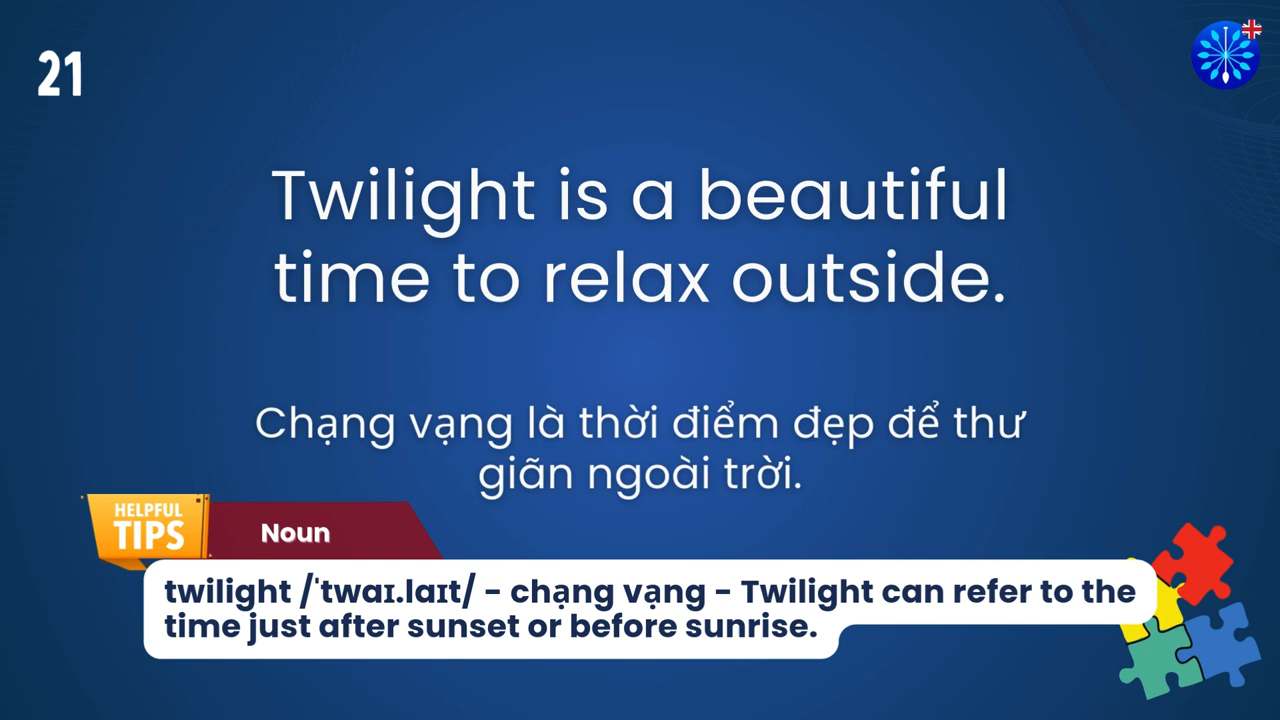 21
Twilight is a beautiful
time to relax outside.
Chạng vạng là thời điểm đẹp để thư
giãn ngoài trời.
HELPFUL
TIPS
Noun
twilight /ˈtwaɪ.laɪt/ - chạng vạng - Twilight can refer to the
time just after sunset or before sunrise.